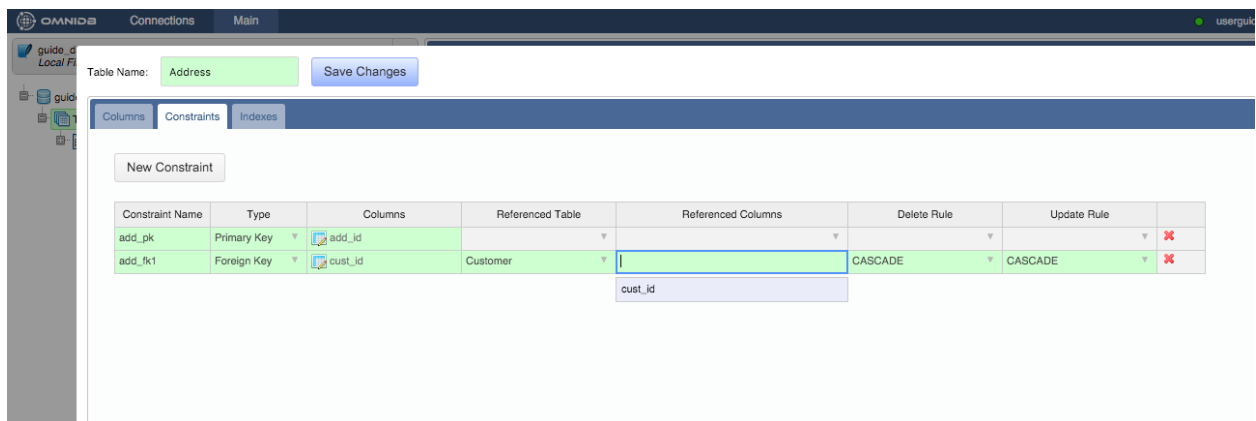 OMNIDB Connections Main userguid
guide_d
Local Fi
Table Name: Address Save Changes
guid
T
Columns Constraints Indexes
New Constraint
Constraint Name Type Columns Referenced Table Referenced Columns Delete Rule Update Rule
add_pk Primary Key add_id
add_fk1 Foreign Key cust_id Customer CASCADE CASCADE
cust_id